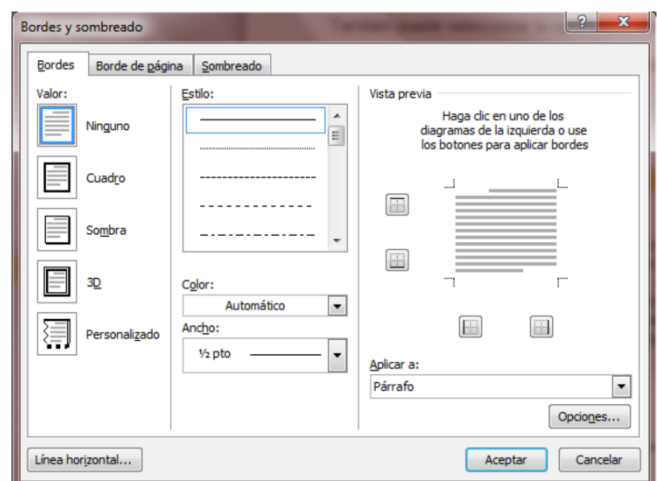 Bordes y sombreado
Bordes
Borde de página
Sombreado
Valor:
Ninguno
Cuadro
Sombra
3D
Personalizado
Estilo:
Color:
Automático
Ancho:
½ pto
Vista previa
Haga clic en uno de los
diagramas de la izquierda o use
los botones para aplicar bordes
Aplicar a:
Párrafo
Opciones...
Línea horizontal...
Aceptar
Cancelar